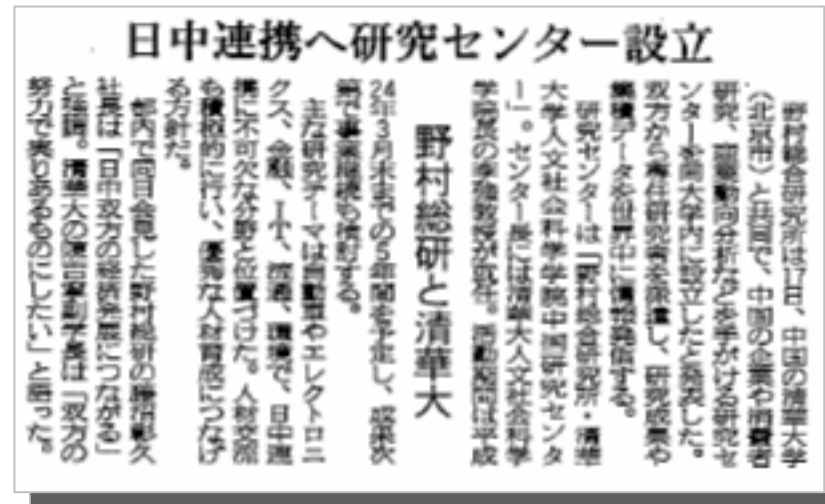 日中連携へ研究センター設立
野村総研と清華大
野村総合研究所は17日、中国の清華大学
（北京市）と共同で、中国の企業や消費者
研究、産業動向分析などを手がける研究セ
ンターを同大学内に設立したと発表した。
双方から専任研究者を派遣し、研究成果や
集積データを世界中に情報発信する。
研究センターは「野村総合研究所・清華
大学人文社会科学学院中国研究センタ
ー」。センター長には清華大人文社会科学
学院長の李強教授が就任。活動期間は平成
24年3月末までの5年間を予定し、成果次
第で事業継続も検討する。
主な研究テーマは自動車やエレクトロニ
クス、金融、IT、流通、環境で、日中連
携に不可欠な分野と位置づけた。人材交流
も積極的に行い、優秀な人材育成につなげ
る方針だ。
都内で同日会見した野村総研の藤沼彰久
社長は「日中双方の経済発展につながる」
と強調。清華大の陳吉寧副学長は「双方の
努力で実りあるものにしたい」と語った。